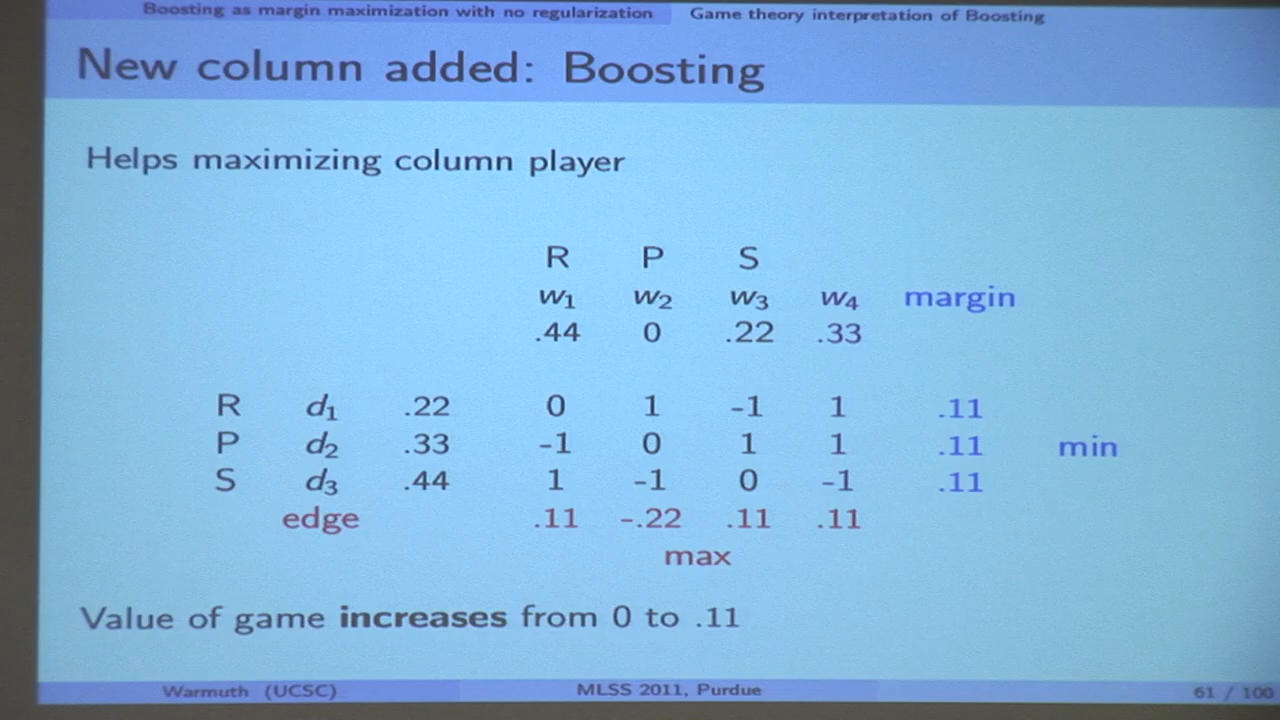 Boosting as margin maximization with no regularization Game theory interpretation of Boosting
New column added: Boosting
Helps maximizing column player
R P S
w1 w2 w3 w4 margin
.44 0 .22 .33
R d1 .22 0 1 -1 1 .11
P d2 .33 -1 0 1 1 .11 min
S d3 .44 1 -1 0 -1 .11
edge .11 -.22 .11 .11
max
Value of game increases from 0 to .11
Warmuth (UCSC) MLSS 2011, Purdue 61 / 100